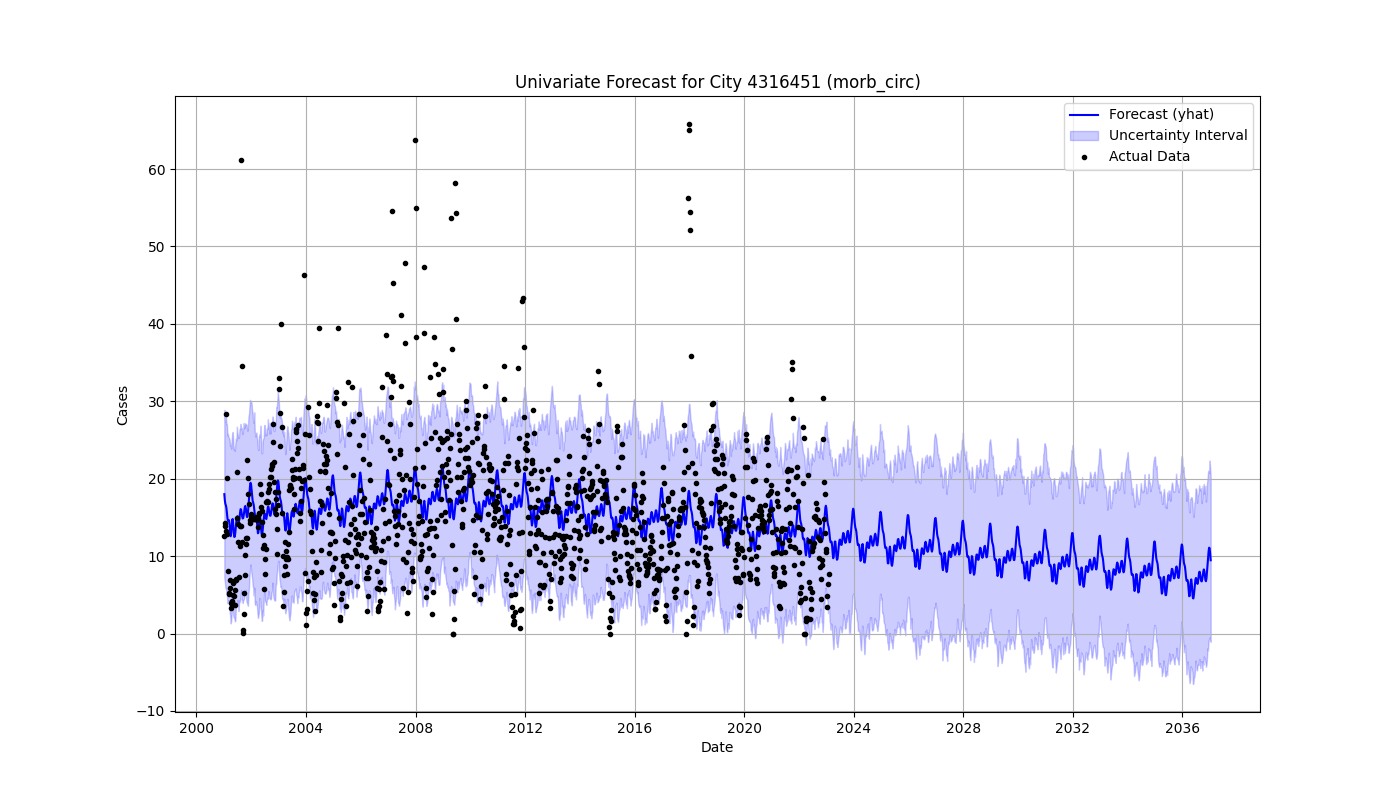 Univariate Forecast for City 4316451 (morb_circ)
Forecast (yhat)
Uncertainty Interval
Actual Data
Cases
60
50
40
30
20
10
0
−10
2000 2004 2008 2012 2016 2020 2024 2028 2032 2036
Date